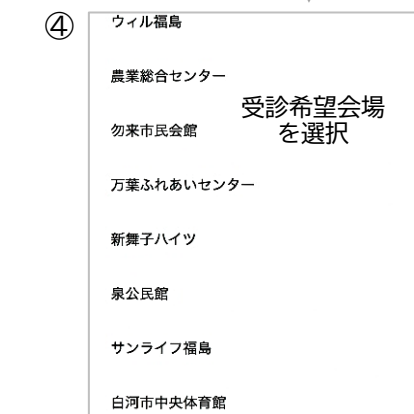 ④
ウィル福島
農業総合センター
受診希望会場
を選択
勿来市民会館
万葉ふれあいセンター
新舞子ハイツ
泉公民館
サンライフ福島
白河市中央体育館